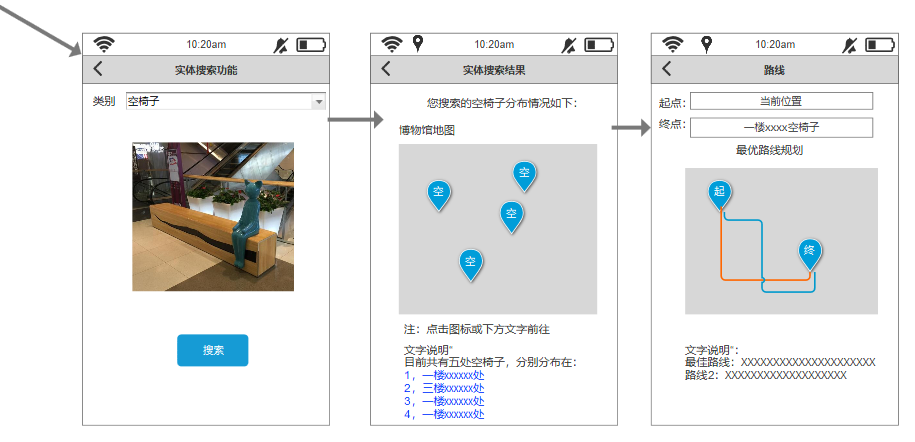 10:20am
实体搜索功能
类别
空椅子
搜索
10:20am
实体搜索结果
您搜索的空椅子分布情况如下：
博物馆地图
空
空
空
空
注：点击图标或下方文字前往
文字说明"
目前共有五处空椅子，分别分布在：
1，一楼xxxxxx处
2，三楼xxxxxx处
3，一楼xxxxxx处
4，一楼xxxxxx处
10:20am
路线
起点：
当前位置
终点：
一楼xxxx空椅子
最优路线规划
起
终
文字说明"：
最佳路线：XXXXXXXXXXXXXXXXXXXXX
路线2：XXXXXXXXXXXXXXXXXXX